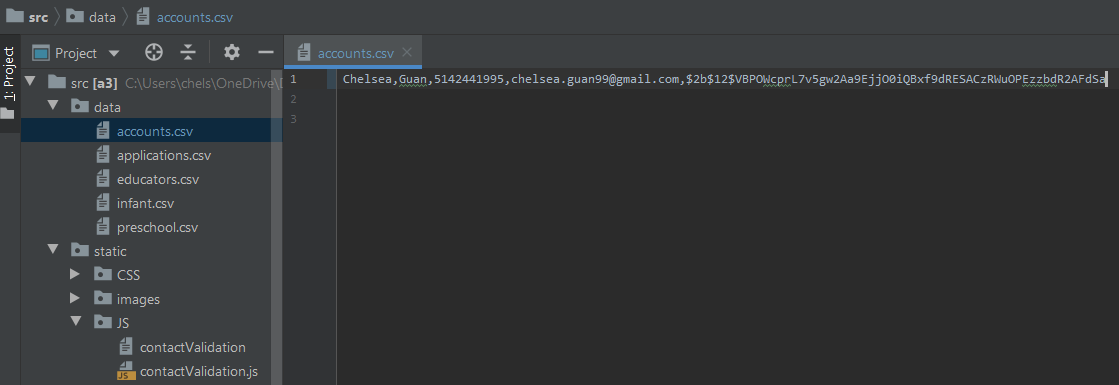 src data accounts.csv
1: Project
Project
accounts.csv
src [a3] C:\Users\chels\OneDrive\D
data
accounts.csv
applications.csv
educators.csv
infant.csv
preschool.csv
static
CSS
images
JS
contactValidation
JS contactValidation.js
1 Chelsea,Guan,5142441995,chelsea.guan99@gmail.com,$2b$12$VBPOWcprL7v5gw2Aa9EjjO0iQBxf9dRESACzRWuOPEzzbdR2AFdSa
2
3